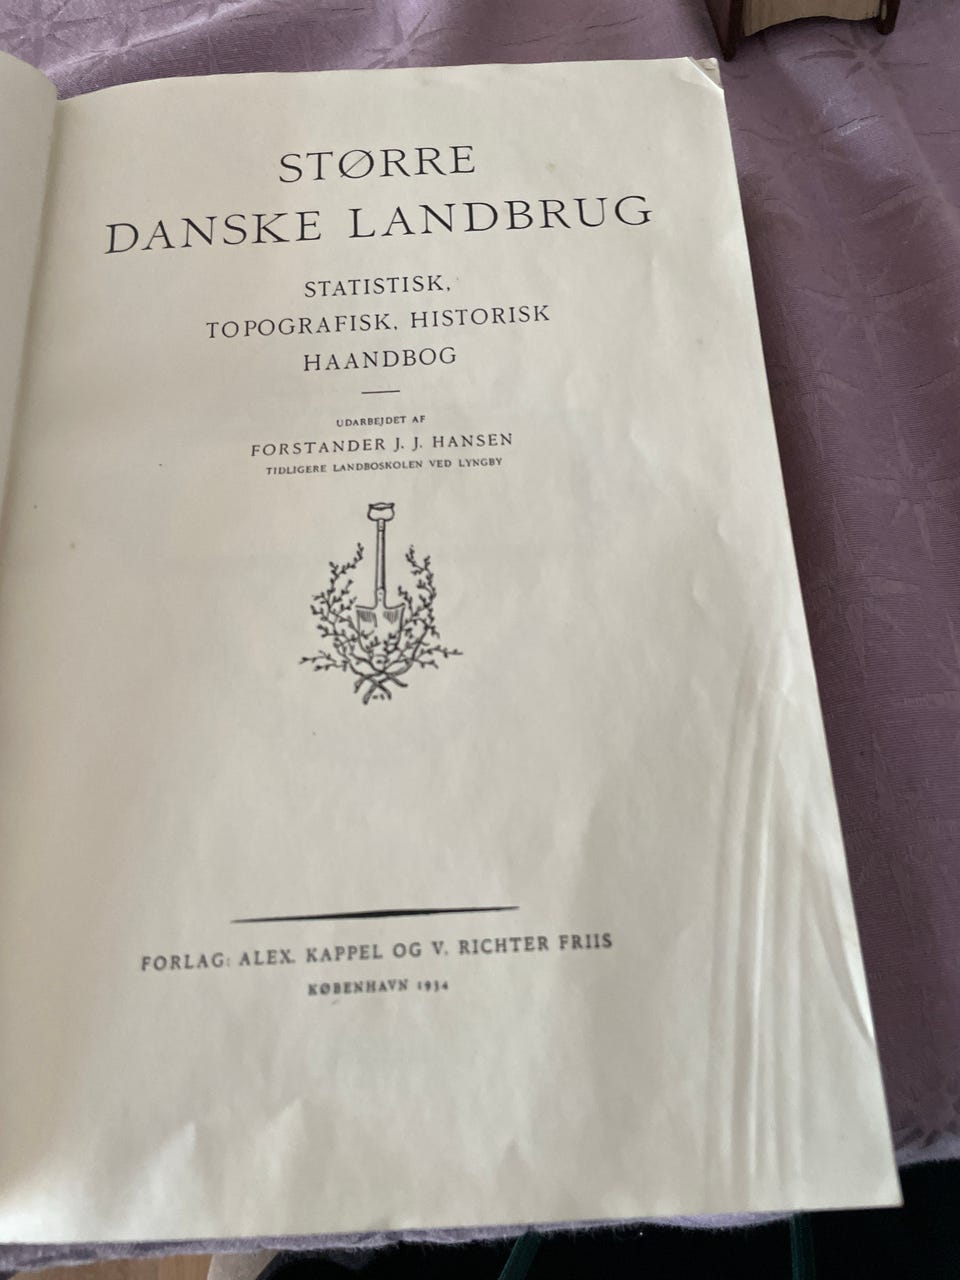 STØRRE
DANSKE LANDBRUG
STATISTISK,
TOPOGRAFISK, HISTORISK
HAANDBOG
UDARBEJDET AF
FORSTANDER J. J. HANSEN
TIDLIGERE LANDBOSKOLEN VED LYNGBY
FORLAG: ALEX. KAPPEL OG V. RICHTER FRIIS
KØBENHAVN 1934